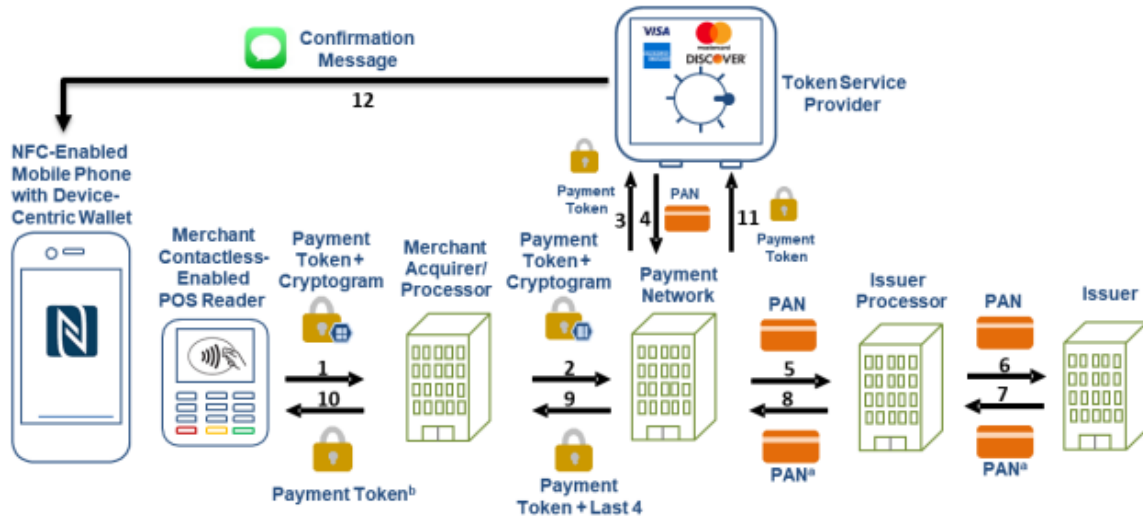 Confirmation
Message
12
VISA
mastercard
DISCOVER
Token Service
Provider
NFC-Enabled
Mobile Phone
with Device-
Centric Wallet
Payment
Token
3
4
PAN
11
Payment
Token
Merchant
Contactless-
Enabled
POS Reader
Payment
Token +
Cryptogram
Merchant
Acquirer/
Processor
Payment
Token +
Cryptogram
Payment
Network
PAN
Issuer
Processor
PAN
Issuer
1
10
2
9
5
8
6
7
Payment Tokenᵇ
Payment
Token + Last 4
PANᵃ
PANᵃ